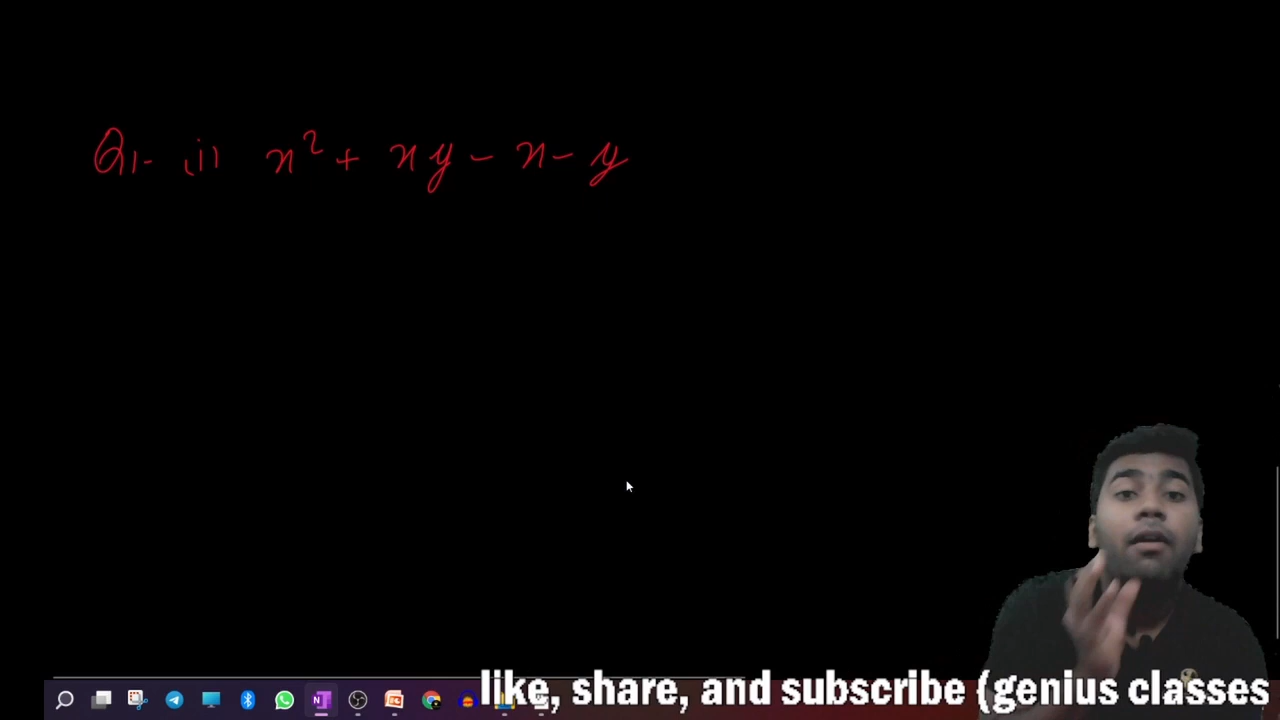 Q1. (i) x² + xy - x - y
like, share, and subscribe (genius classes